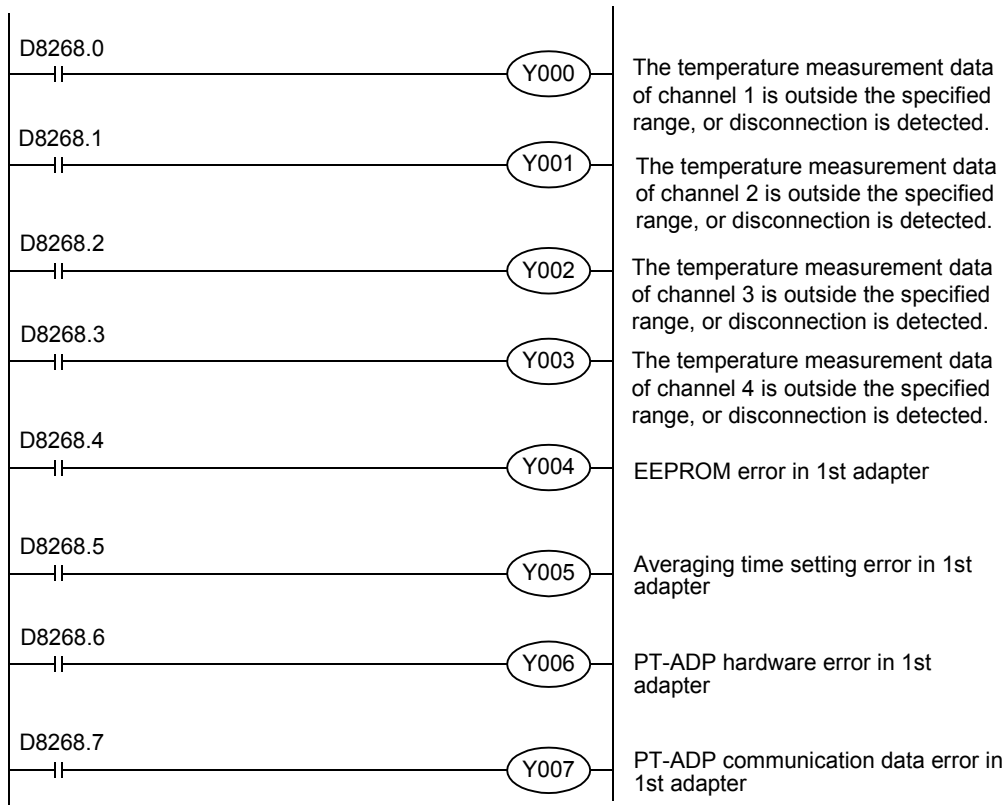 D8268.0
Y000
The temperature measurement data
of channel 1 is outside the specified
range, or disconnection is detected.
D8268.1
Y001
The temperature measurement data
of channel 2 is outside the specified
range, or disconnection is detected.
D8268.2
Y002
The temperature measurement data
of channel 3 is outside the specified
range, or disconnection is detected.
D8268.3
Y003
The temperature measurement data
of channel 4 is outside the specified
range, or disconnection is detected.
D8268.4
Y004
EEPROM error in 1st adapter
D8268.5
Y005
Averaging time setting error in 1st
adapter
D8268.6
Y006
PT-ADP hardware error in 1st
adapter
D8268.7
Y007
PT-ADP communication data error in
1st adapter